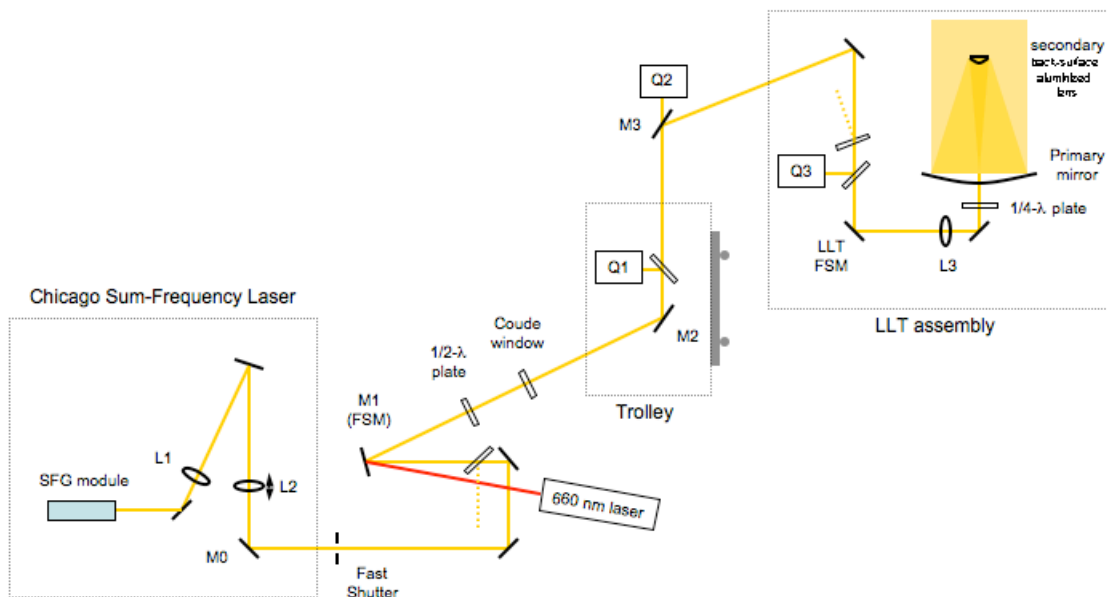 Chicago Sum-Frequency Laser
SFG module
L1
L2
M0
Fast
Shutter
660 nm laser
M1
(FSM)
1/2-λ
plate
Coude
window
Q1
M2
Trolley
Q2
M3
Q3
LLT
FSM
L3
1/4-λ plate
Primary
mirror
secondary
back-surface
aluminized
lens
LLT assembly